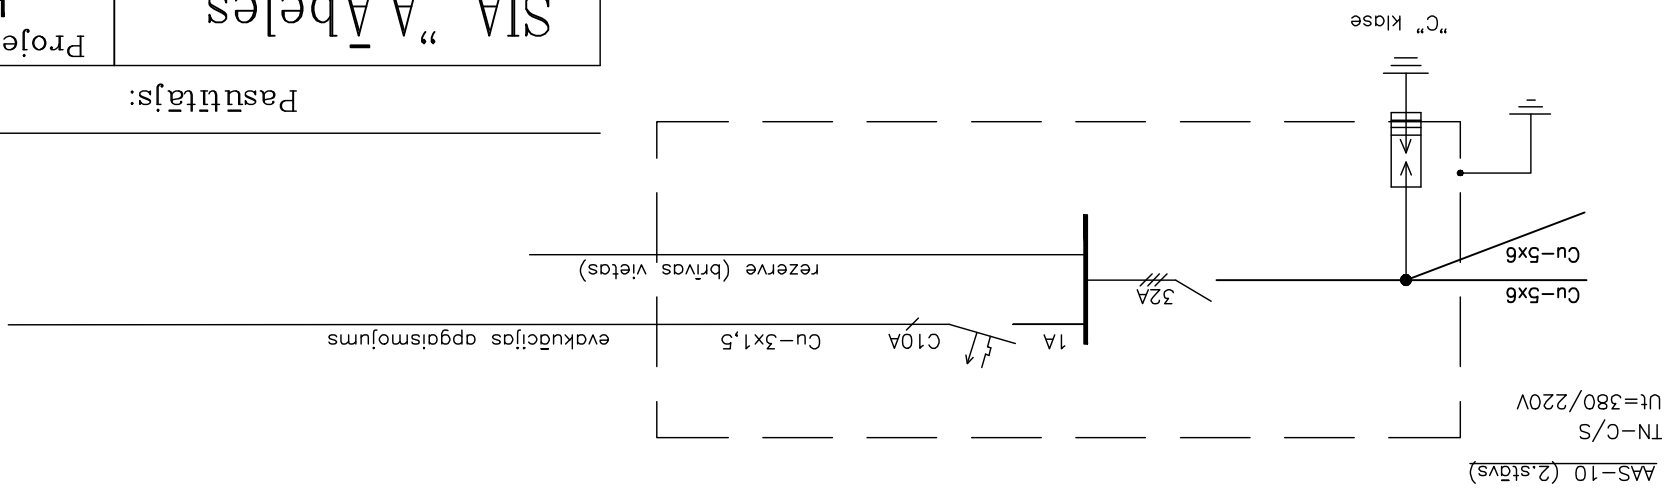 AAS-10 (2.stāvs)
TN-C/S
Ut=380/220V
1A
C10A
Cu-3x1,5
evakuācijas apgaismojums
32A
rezerve (brīvas vietas)
Cu-5x6
Cu-5x6
"C" klase
Pasūtītājs:
SIA "A Ābeles
Proje